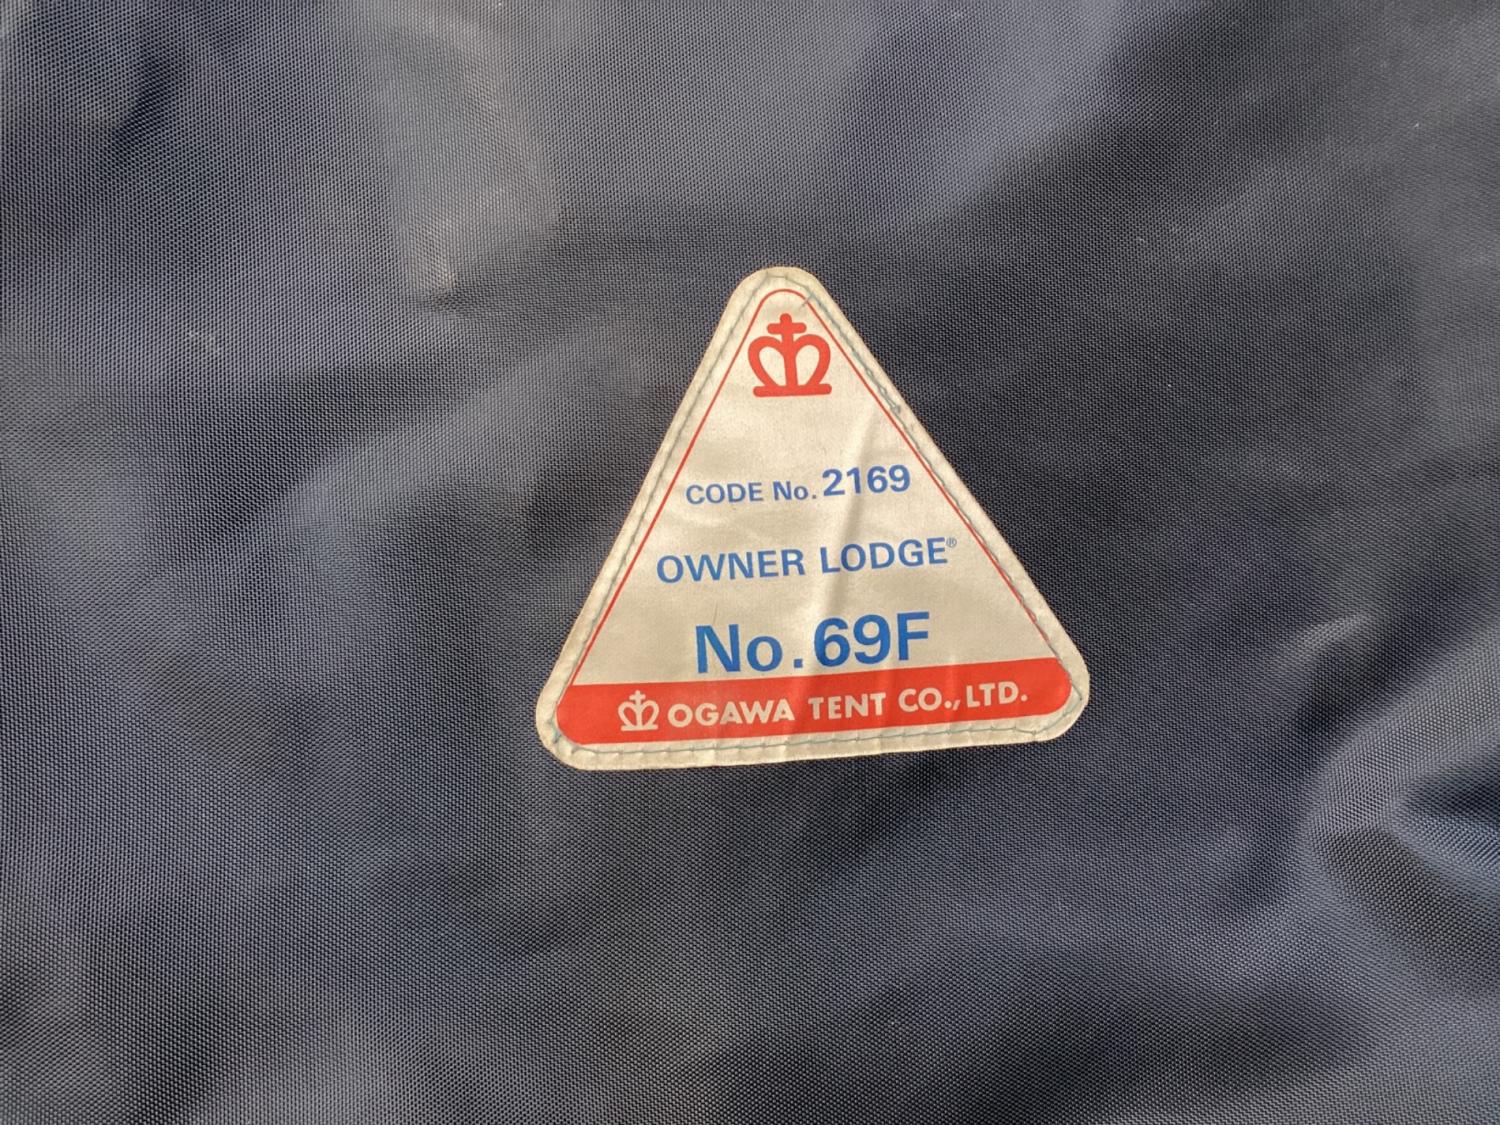 CODE No. 2169
OWNER LODGE®
No. 69F
OGAWA TENT CO., LTD.